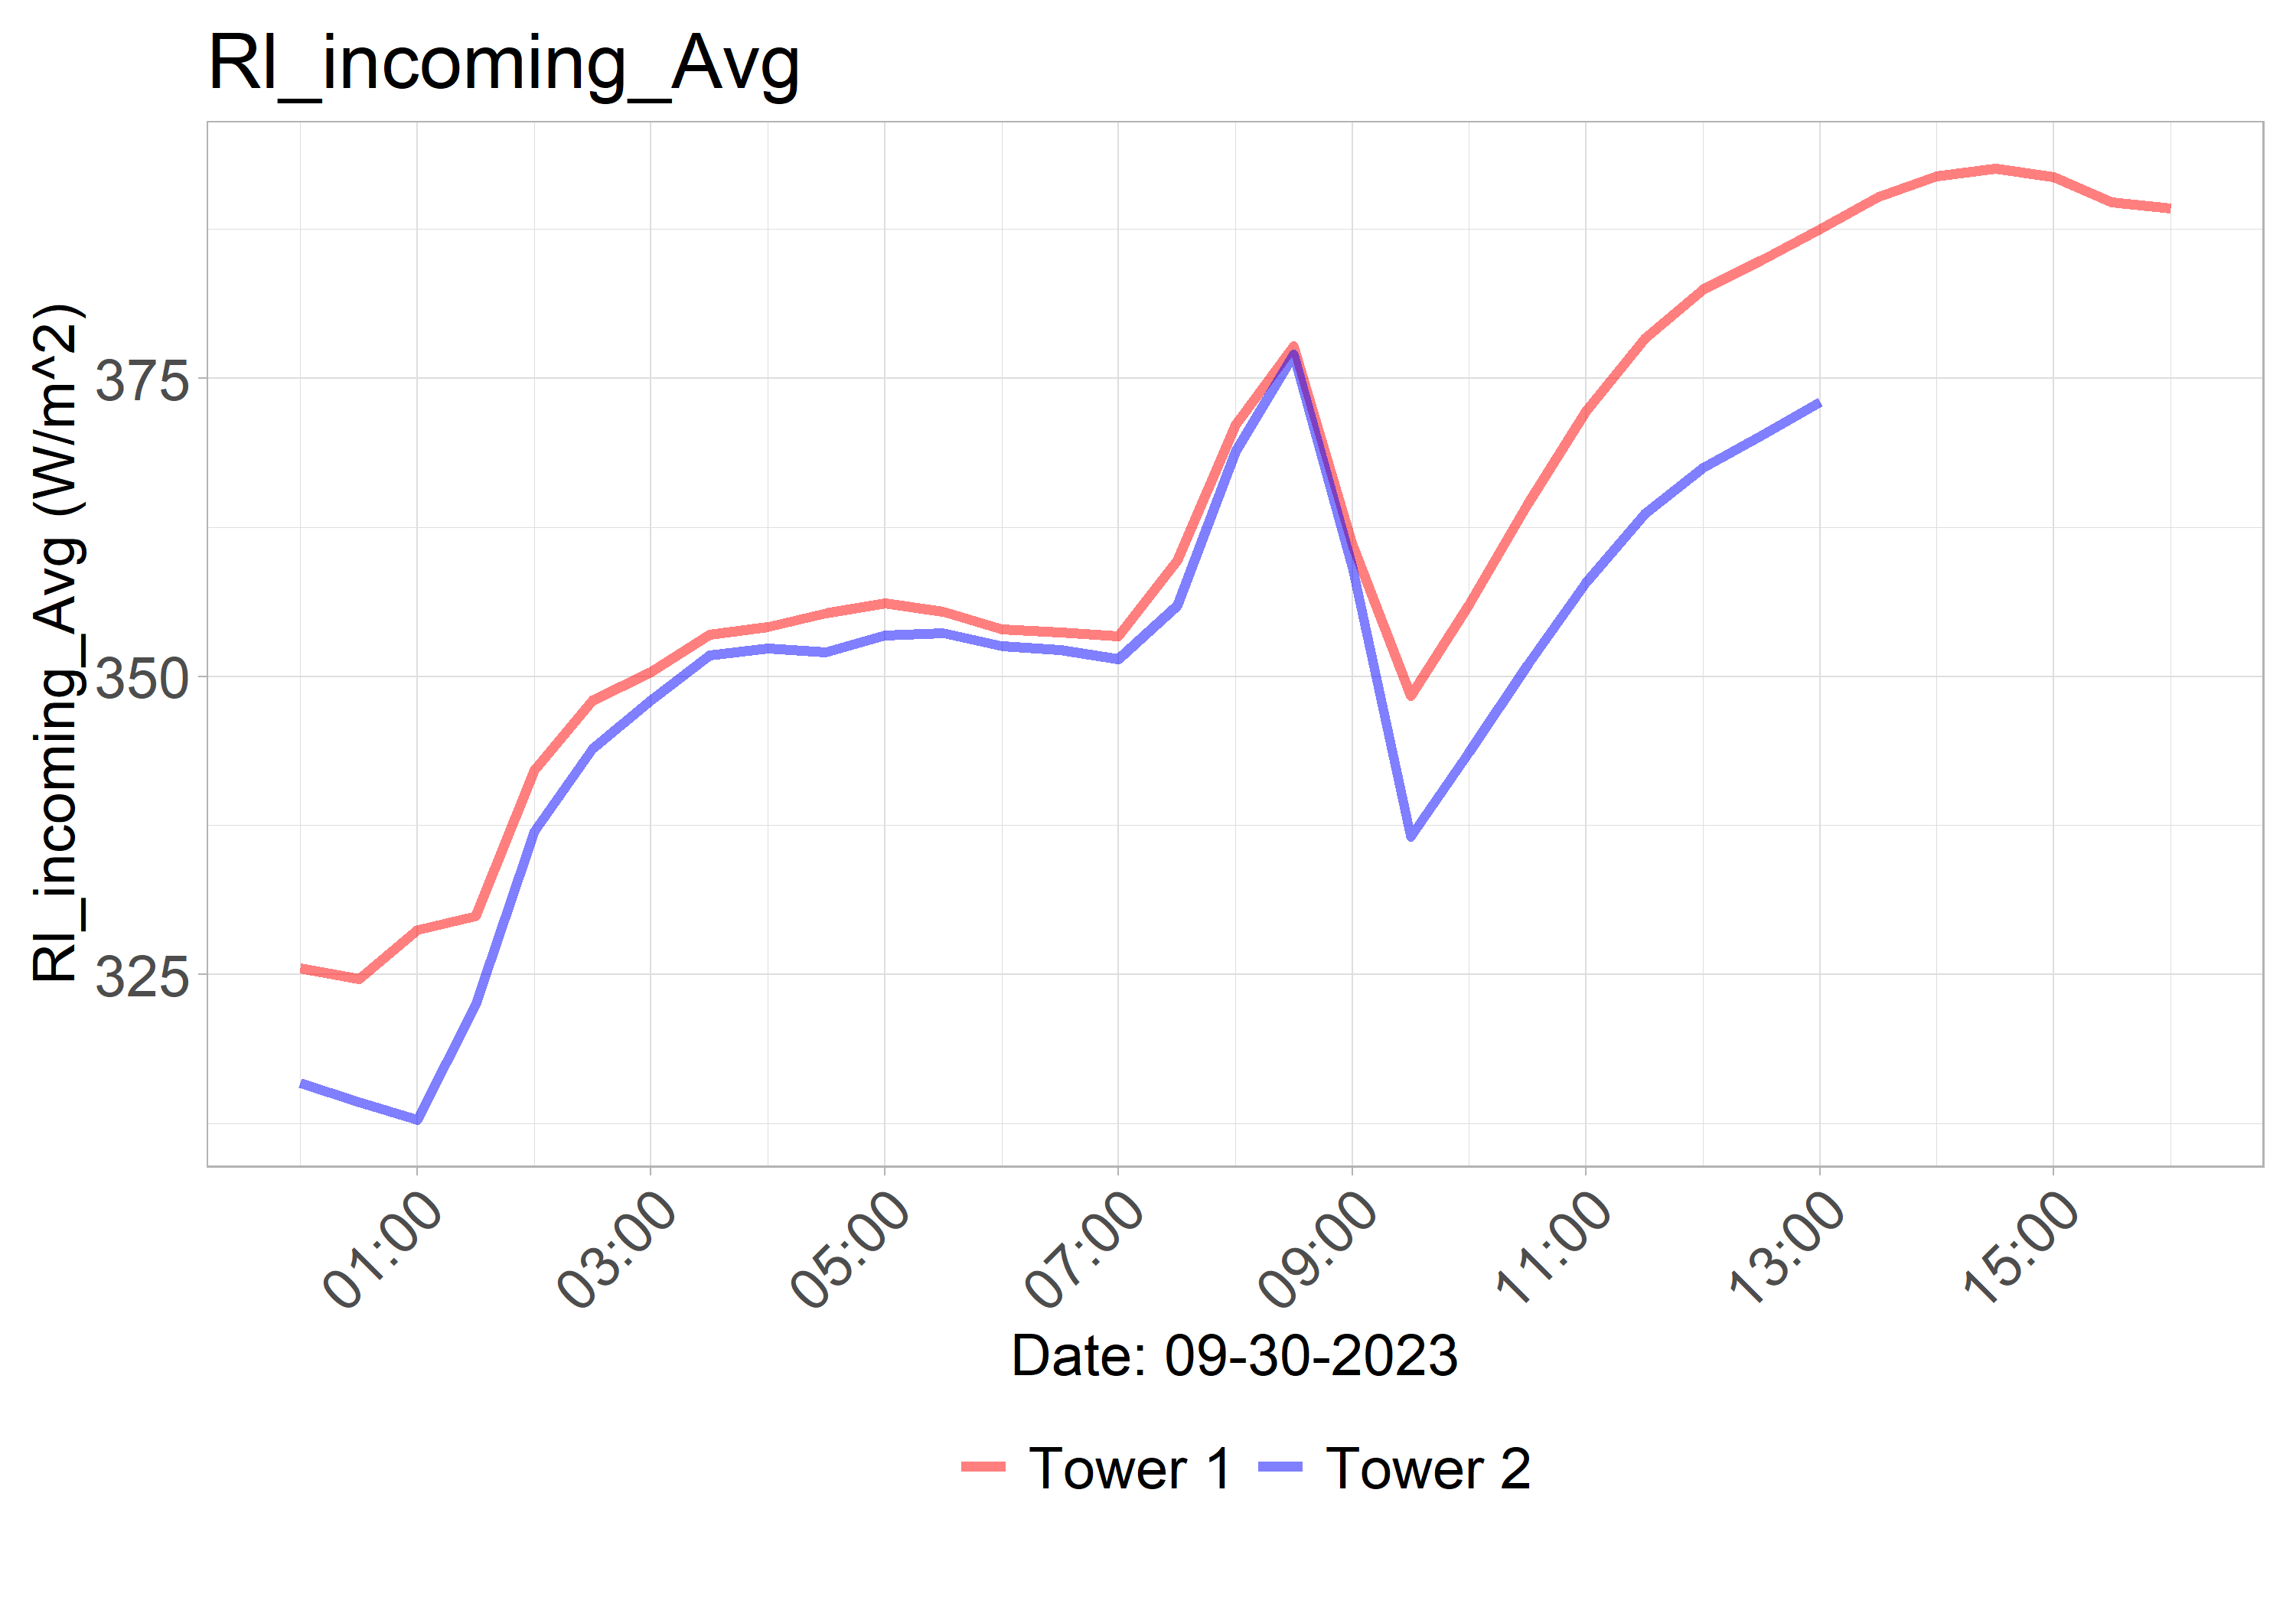 Rl_incoming_Avg
Rl_incoming_Avg (W/m^2)
375
350
325
01:00
03:00
05:00
07:00
09:00
11:00
13:00
15:00
Date: 09-30-2023
Tower 1
Tower 2